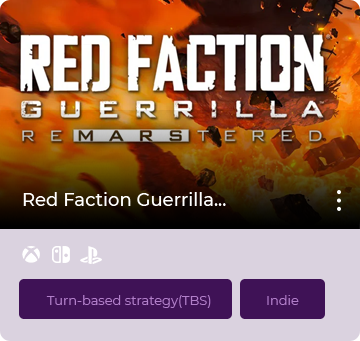 RED FACTION
GUERRILLA
REMARSTERED
Red Faction Guerrilla...
Turn-based strategy(TBS)
Indie